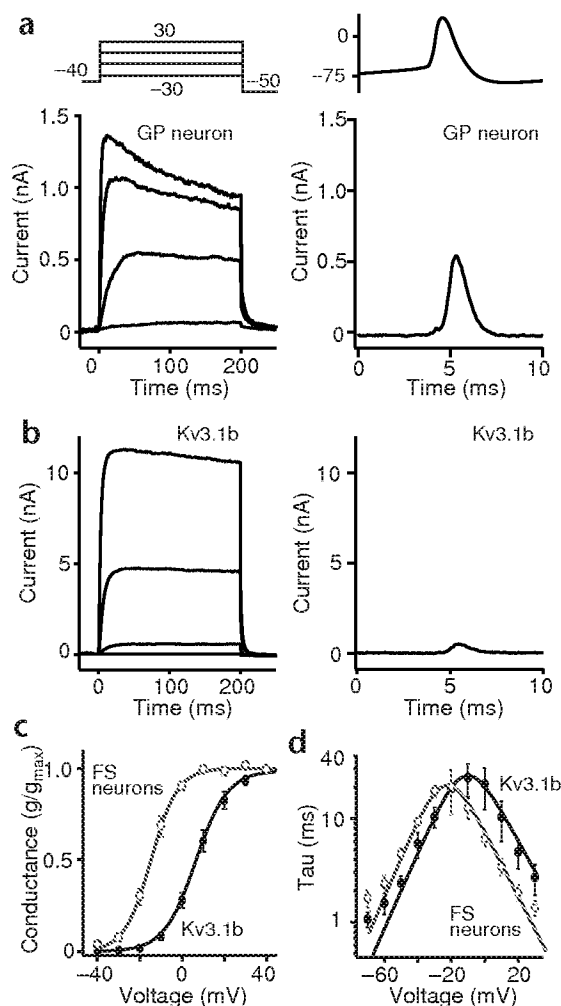 a
30
--40
--30
--50
0
--75
GP neuron
1.5
1.0
0.5
0
Current (nA)
0 100 200
Time (ms)
GP neuron
1.5
1.0
0.5
0
Current (nA)
0 5 10
Time (ms)
b
Kv3.1b
10
5
0
Current (nA)
0 100 200
Time (ms)
Kv3.1b
10
5
0
Current (nA)
0 5 10
Time (ms)
c
FS
neurons
1.0
0.5
0
Conductance (g/gmax)
Kv3.1b
-40 0 40
Voltage (mV)
d
40
10
1
Tau (ms)
Kv3.1b
FS
neurons
-60 -20 20
Voltage (mV)